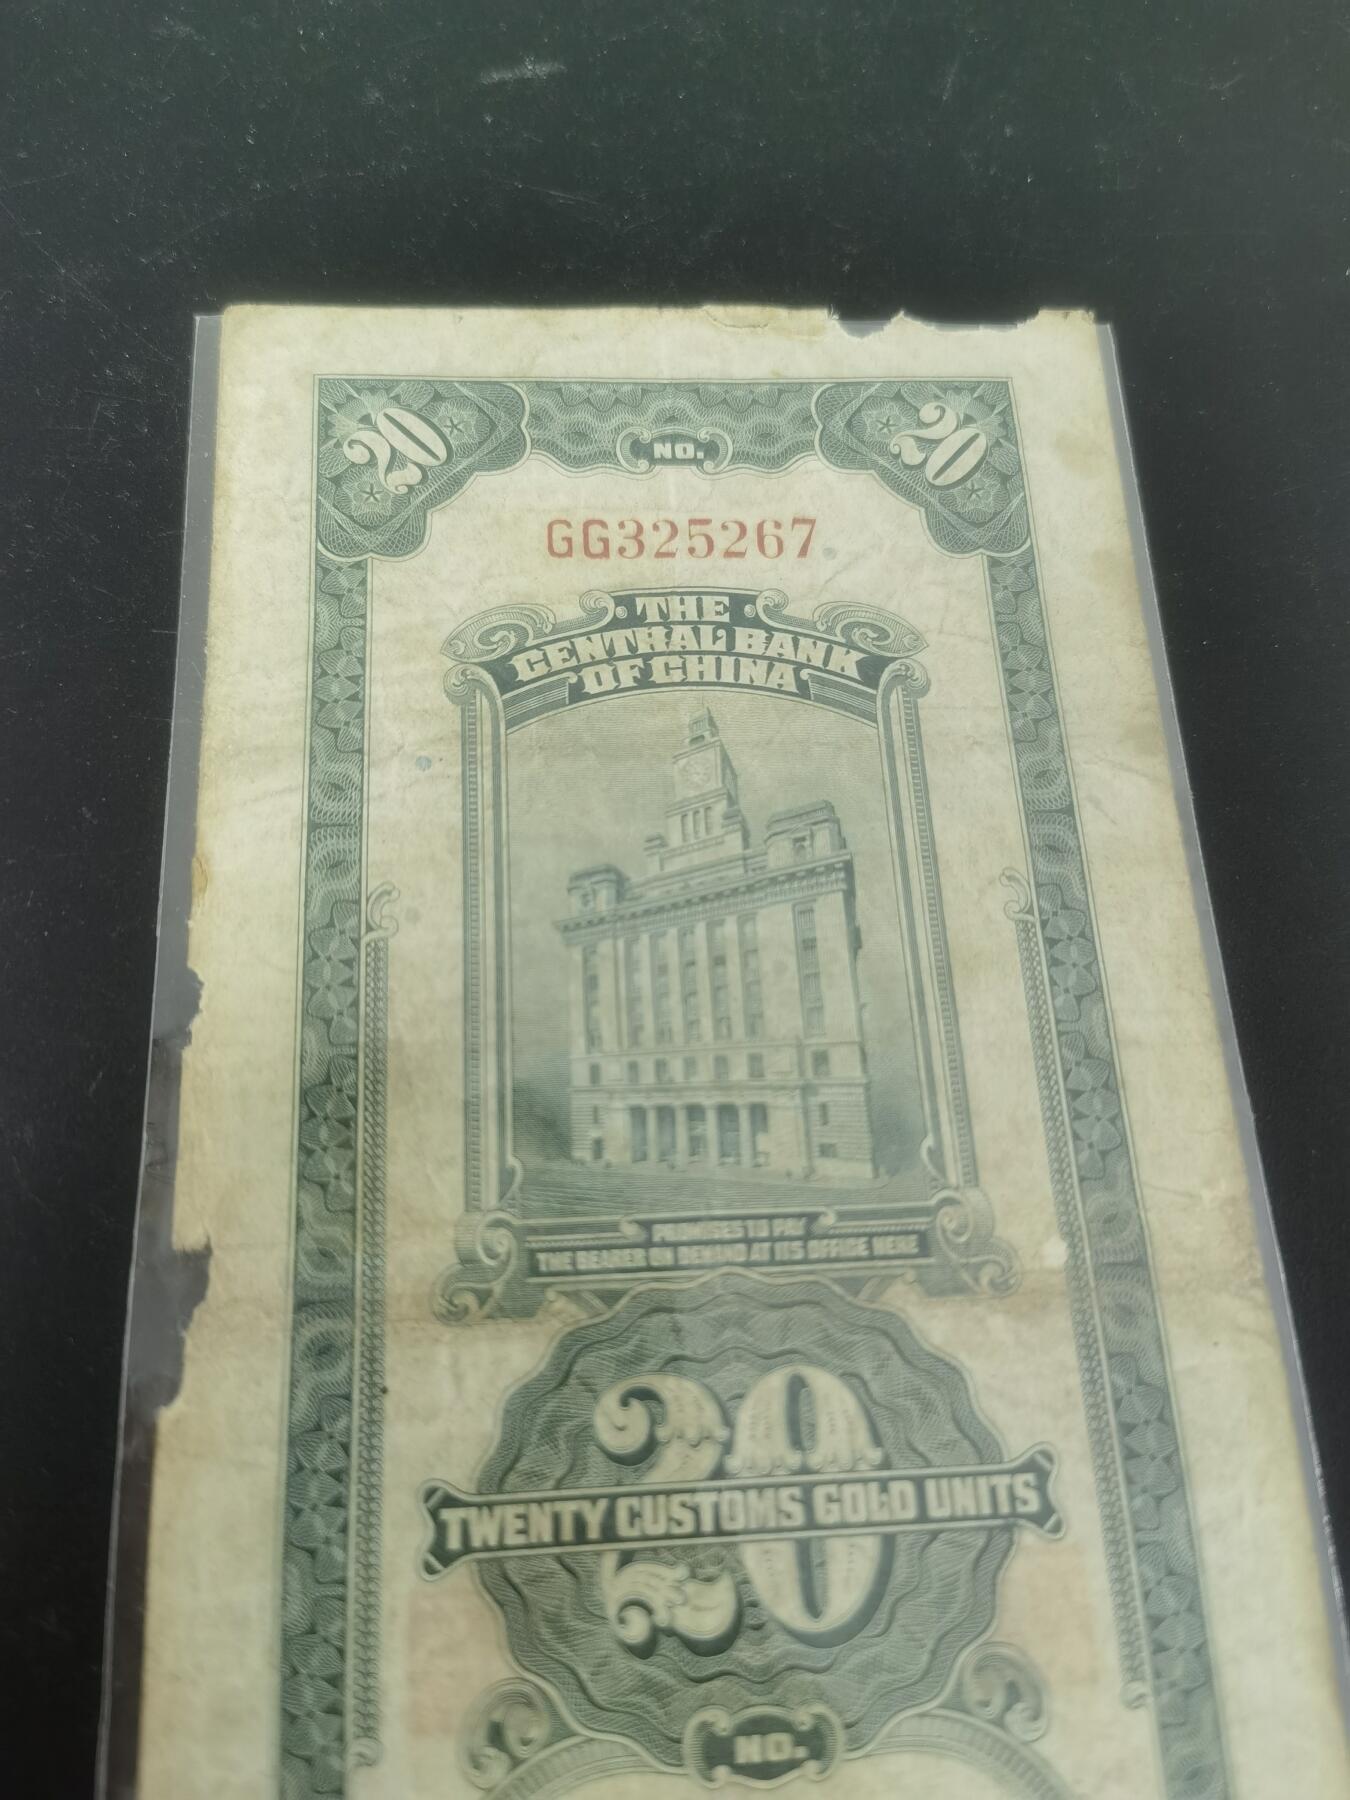 20 NO. 20
GG325267
THE
CENTRAL BANK
OF CHINA
PROMISES TO PAY
THE BEARER ON DEMAND AT ITS OFFICE HERE
20
TWENTY CUSTOMS GOLD UNITS
NO.